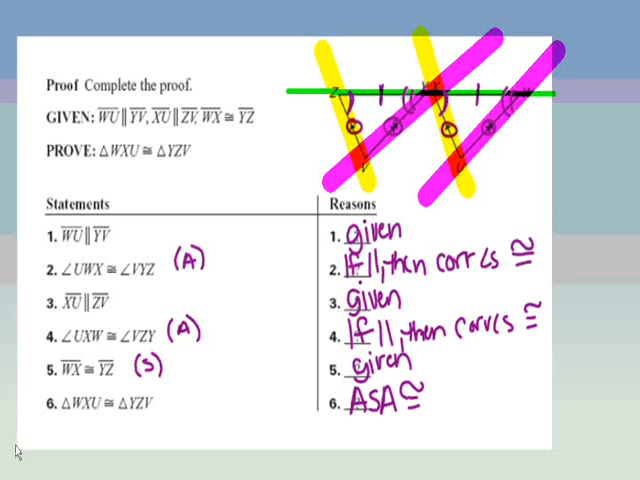 Proof Complete the proof.
GIVEN: WU ∥ YV, XU ∥ ZV, WX ≅ YZ
PROVE: △WXU ≅ △YZV
Statements Reasons
1. WU ∥ YV 1. given
2. ∠UWX ≅ ∠VYZ (A) 2. If ||, then corr ∠s ≅
3. XU ∥ ZV 3. given
4. ∠UXW ≅ ∠VZY (A) 4. If ||, then corr ∠s ≅
5. WX ≅ YZ (S) 5. given
6. △WXU ≅ △YZV 6. ASA ≅